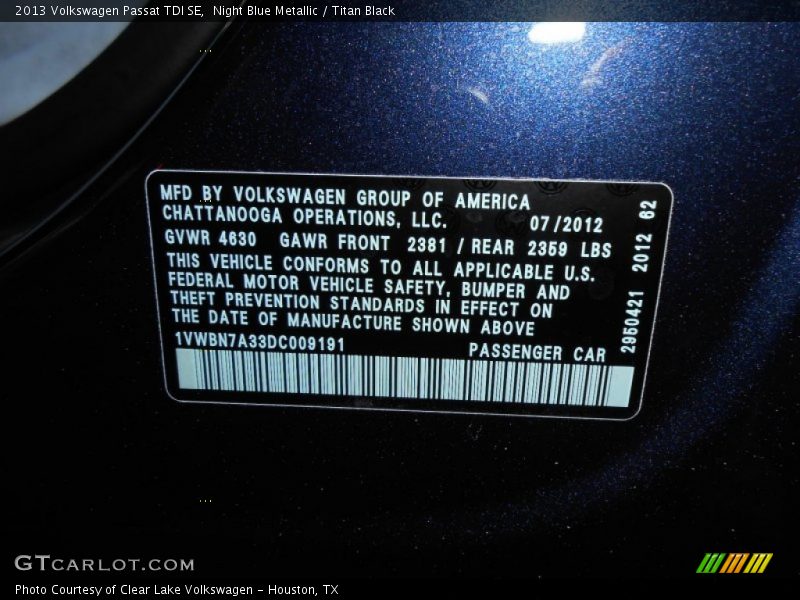 2013 Volkswagen Passat TDI SE,  Night Blue Metallic / Titan Black
MFD BY VOLKSWAGEN GROUP OF AMERICA
CHATTANOOGA OPERATIONS, LLC. 07/2012
GVWR 4630 GAWR FRONT 2381 / REAR 2359 LBS
THIS VEHICLE CONFORMS TO ALL APPLICABLE U.S.
FEDERAL MOTOR VEHICLE SAFETY, BUMPER AND
THEFT PREVENTION STANDARDS IN EFFECT ON
THE DATE OF MANUFACTURE SHOWN ABOVE
1VWBN7A33DC009191 PASSENGER CAR
2950421 2012 62
GTCARLOT.COM
Photo Courtesy of Clear Lake Volkswagen - Houston, TX